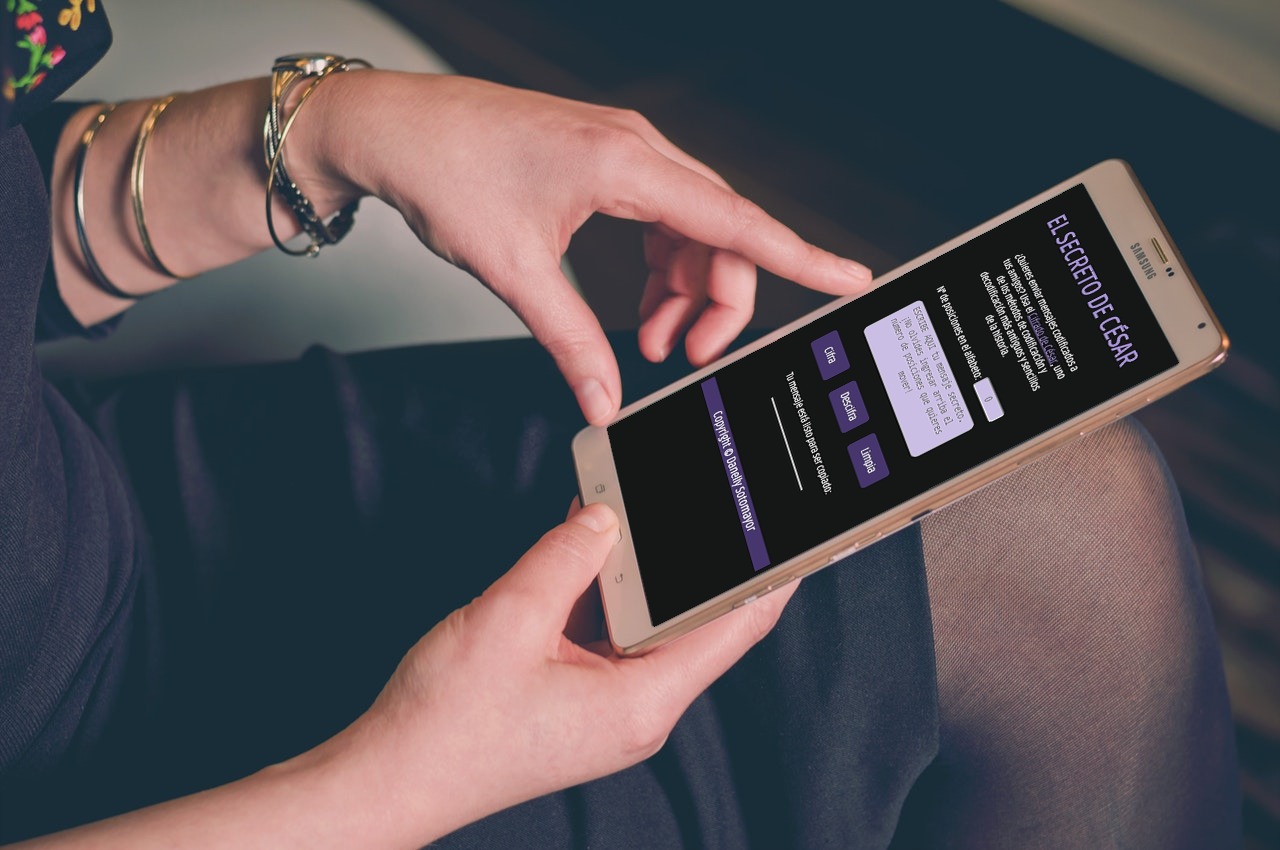 SAMSUNG
EL SECRETO DE CÉSAR
¿Quieres enviar mensajes codificados a
tus amigos? Usa el Cifrado de César, uno
de los métodos de codificación y
decodificación más antiguos y sencillos
de la historia.
N° de posiciones en el alfabeto:
0
ESCRIBE AQUI tu mensaje secreto.
¡No olvides ingresar arriba el
número de posiciones que quieres
mover!
Cifra
Descifra
Limpia
Tu mensaje está listo para ser copiado:
Copyright © Danelly Sotomayor